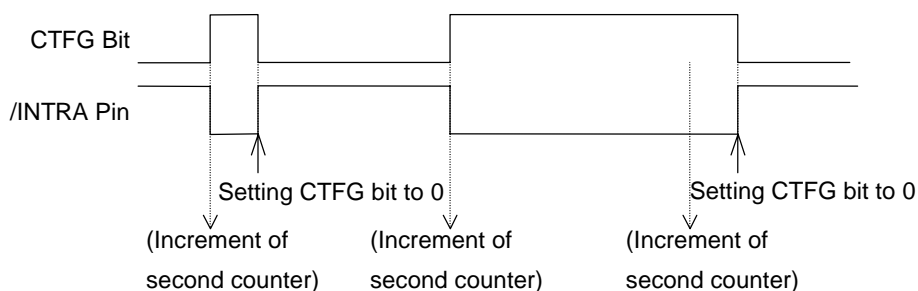 CTFG Bit
/INTRA Pin
Setting CTFG bit to 0
Setting CTFG bit to 0
(Increment of
second counter)
(Increment of
second counter)
(Increment of
second counter)